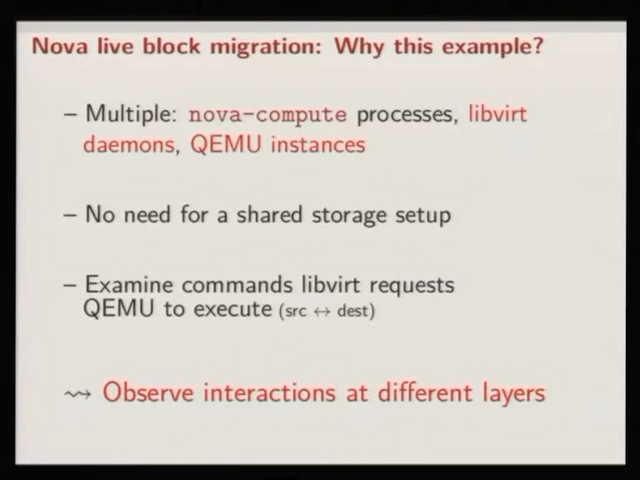 Nova live block migration: Why this example?
– Multiple: nova-compute processes, libvirt
daemons, QEMU instances
– No need for a shared storage setup
– Examine commands libvirt requests
QEMU to execute (src ↔ dest)
⇝ Observe interactions at different layers